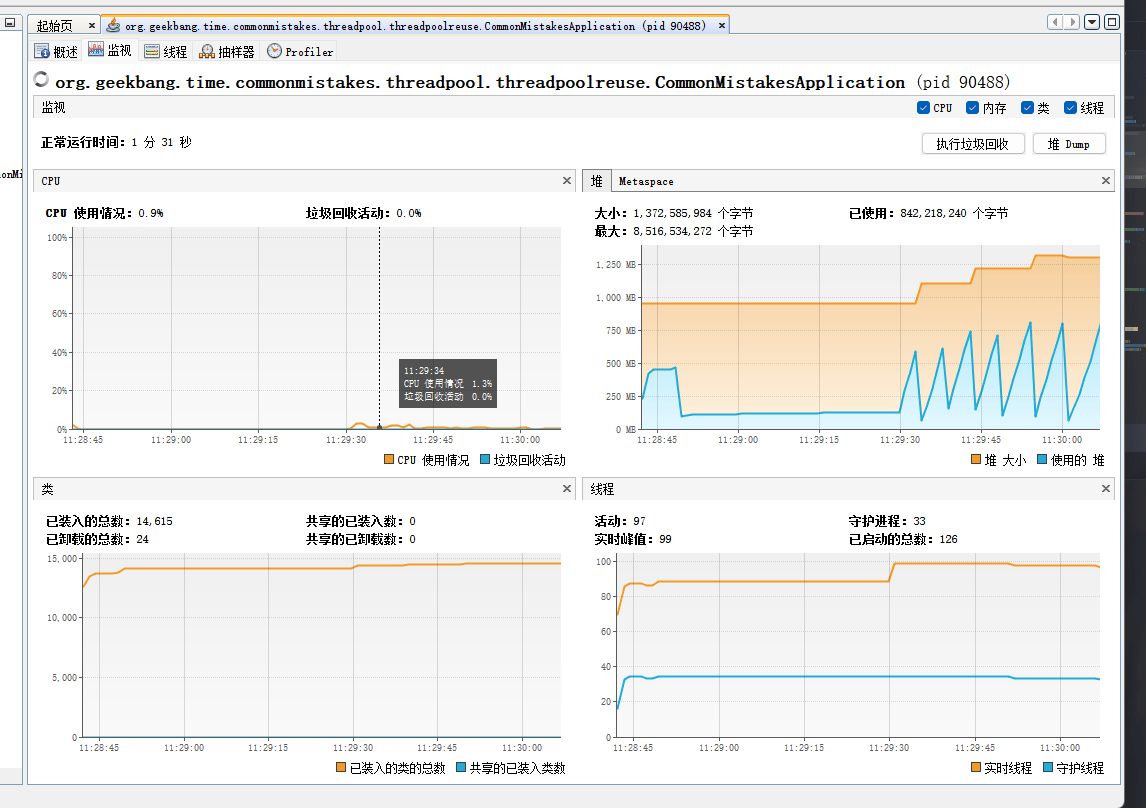 起始页
org.geekbang.time.commonmistakes.threadpool.threadpoolreuse.CommonMistakesApplication (pid 90488)
概述 监视 线程 抽样器 Profiler
org.geekbang.time.commonmistakes.threadpool.threadpoolreuse.CommonMistakesApplication (pid 90488)
监视 CPU 内存 类 线程
正常运行时间: 1 分 31 秒 执行垃圾回收 堆 Dump
onMi
CPU
CPU 使用情况: 0.9% 垃圾回收活动: 0.0%
100%
80%
60%
40%
20%
0%
11:29:34
CPU 使用情况 1.3%
垃圾回收活动 0.0%
11:28:45 11:29:00 11:29:15 11:29:30 11:29:45 11:30:00
CPU 使用情况 垃圾回收活动
堆 Metaspace
大小: 1,372,585,984 个字节 已使用: 842,218,240 个字节
最大: 8,516,534,272 个字节
1,250 MB
1,000 MB
750 MB
500 MB
250 MB
0 MB
11:28:45 11:29:00 11:29:15 11:29:30 11:29:45 11:30:00
堆 大小 使用的 堆
类
已装入的总数: 14,615 共享的已装入数: 0
已卸载的总数: 24 共享的已卸载数: 0
15,000
10,000
5,000
0
11:28:45 11:29:00 11:29:15 11:29:30 11:29:45 11:30:00
已装入的类的总数 共享的已装入类数
线程
活动: 97 守护进程: 33
实时峰值: 99 已启动的总数: 126
100
80
60
40
20
0
11:28:45 11:29:00 11:29:15 11:29:30 11:29:45 11:30:00
实时线程 守护线程